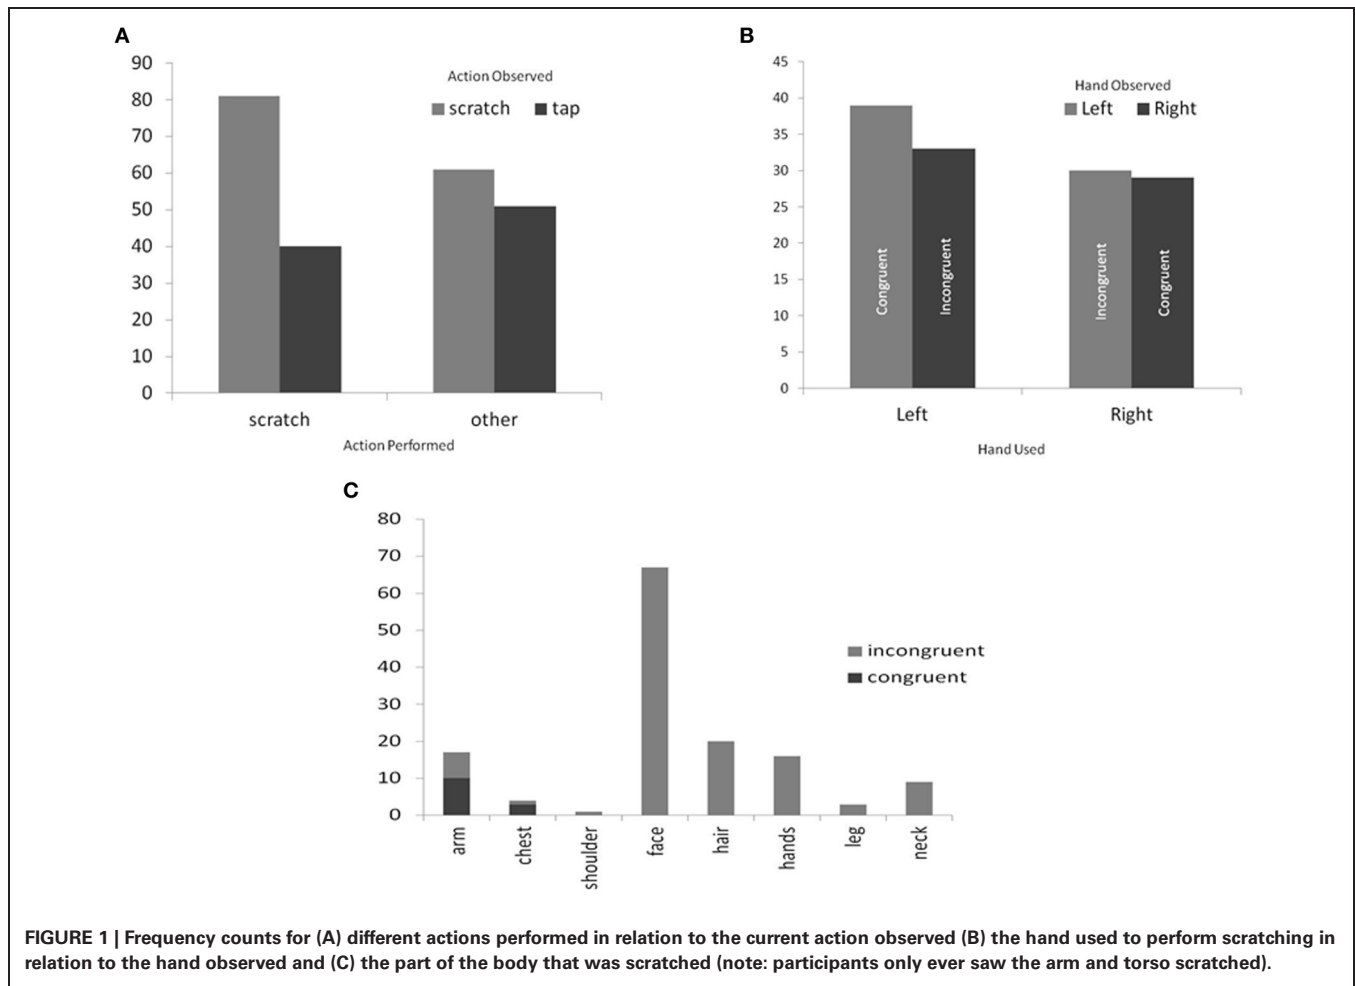 A
90
80
70
60
50
40
30
20
10
0
Action Observed
scratch tap
scratch other
Action Performed
B
45
40
35
30
25
20
15
10
5
0
Hand Observed
Left Right
Congruent
Incongruent
Incongruent
Congruent
Left Right
Hand Used
C
80
70
60
50
40
30
20
10
0
incongruent
congruent
arm
chest
shoulder
face
hair
hands
leg
neck
FIGURE 1 | Frequency counts for (A) different actions performed in relation to the current action observed (B) the hand used to perform scratching in
relation to the hand observed and (C) the part of the body that was scratched (note: participants only ever saw the arm and torso scratched).